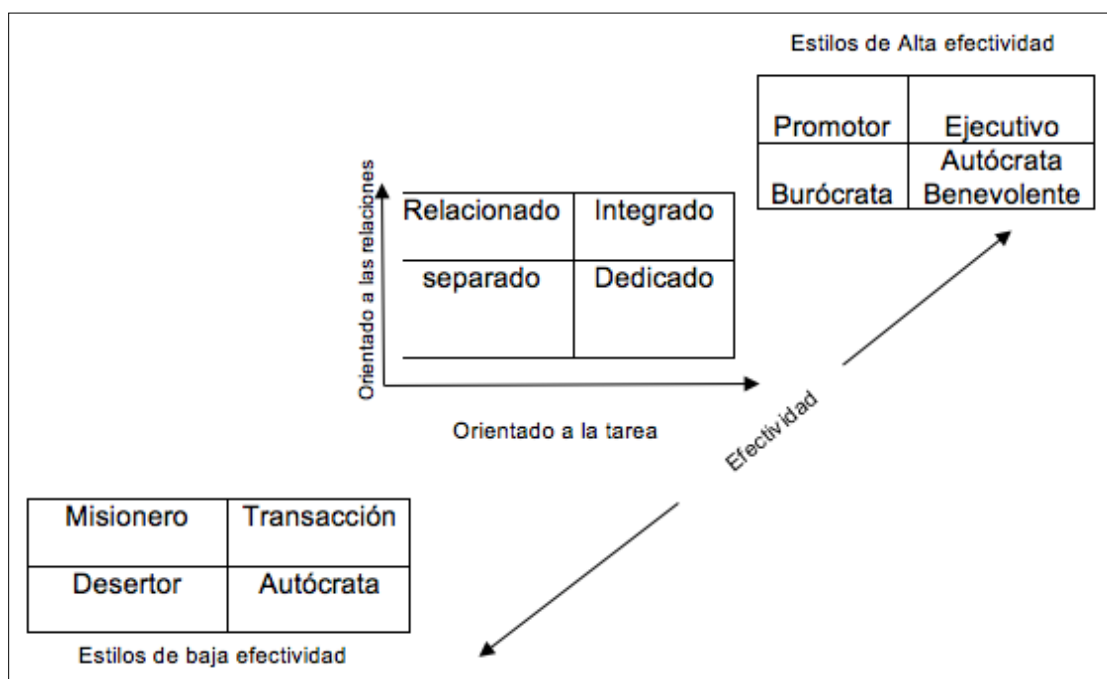 Estilos de Alta efectividad
Promotor
Ejecutivo
Burócrata
Autócrata
Benevolente
Orientado a las relaciones
Relacionado
Integrado
separado
Dedicado
Orientado a la tarea
Efectividad
Misionero
Transacción
Desertor
Autócrata
Estilos de baja efectividad